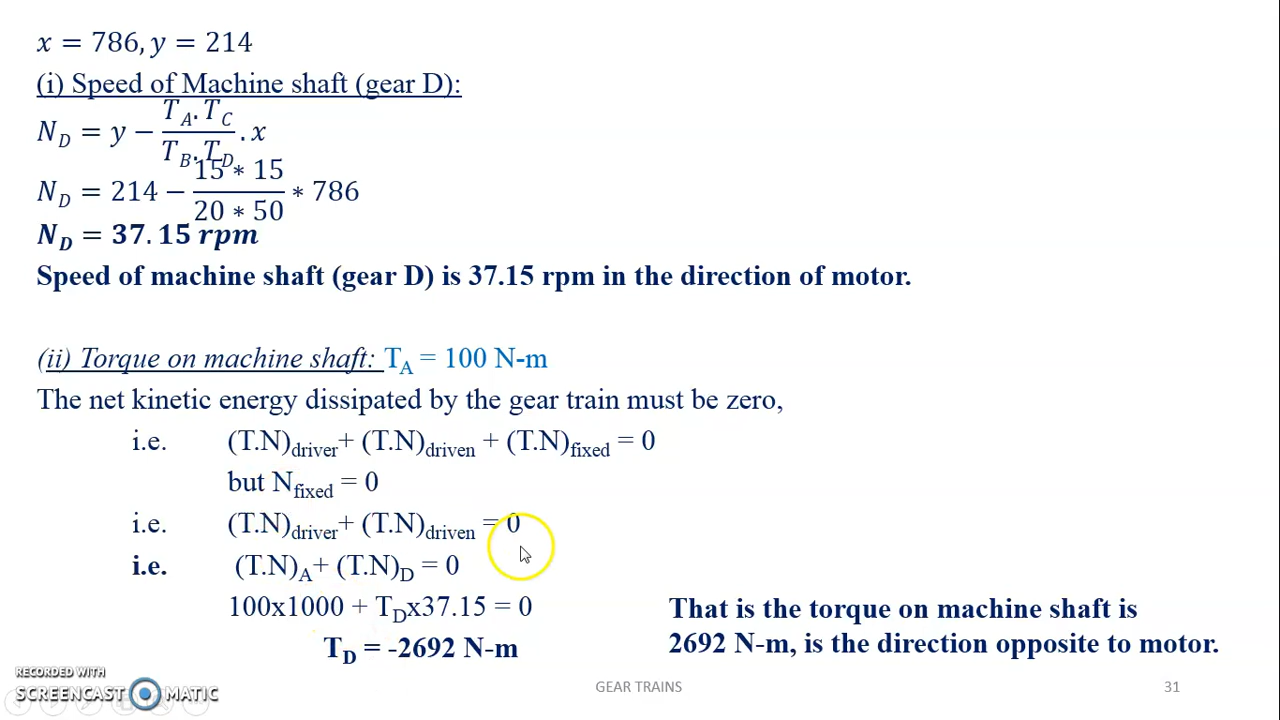 x = 786, y = 214
(i) Speed of Machine shaft (gear D):
N_D = y − (T_A . T_C)/(T_B . T_D) . x
N_D = 214 − (15 ∗ 15)/(20 ∗ 50) ∗ 786
N_D = 37.15 rpm
Speed of machine shaft (gear D) is 37.15 rpm in the direction of motor.
(ii) Torque on machine shaft: T_A = 100 N-m
The net kinetic energy dissipated by the gear train must be zero,
i.e. (T.N)_driver + (T.N)_driven + (T.N)_fixed = 0
but N_fixed = 0
i.e. (T.N)_driver + (T.N)_driven = 0
i.e. (T.N)_A + (T.N)_D = 0
100x1000 + T_D x37.15 = 0
T_D = -2692 N-m
That is the torque on machine shaft is
2692 N-m, is the direction opposite to motor.
RECORDED WITH
SCREENCAST MATIC
GEAR TRAINS
31